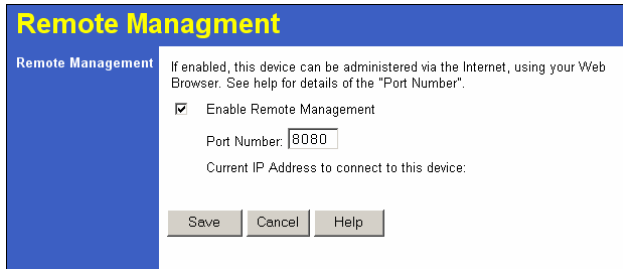 Remote Managment
Remote Management
If enabled, this device can be administered via the Internet, using your Web
Browser. See help for details of the "Port Number".
Enable Remote Management
Port Number: 8080
Current IP Address to connect to this device:
Save Cancel Help